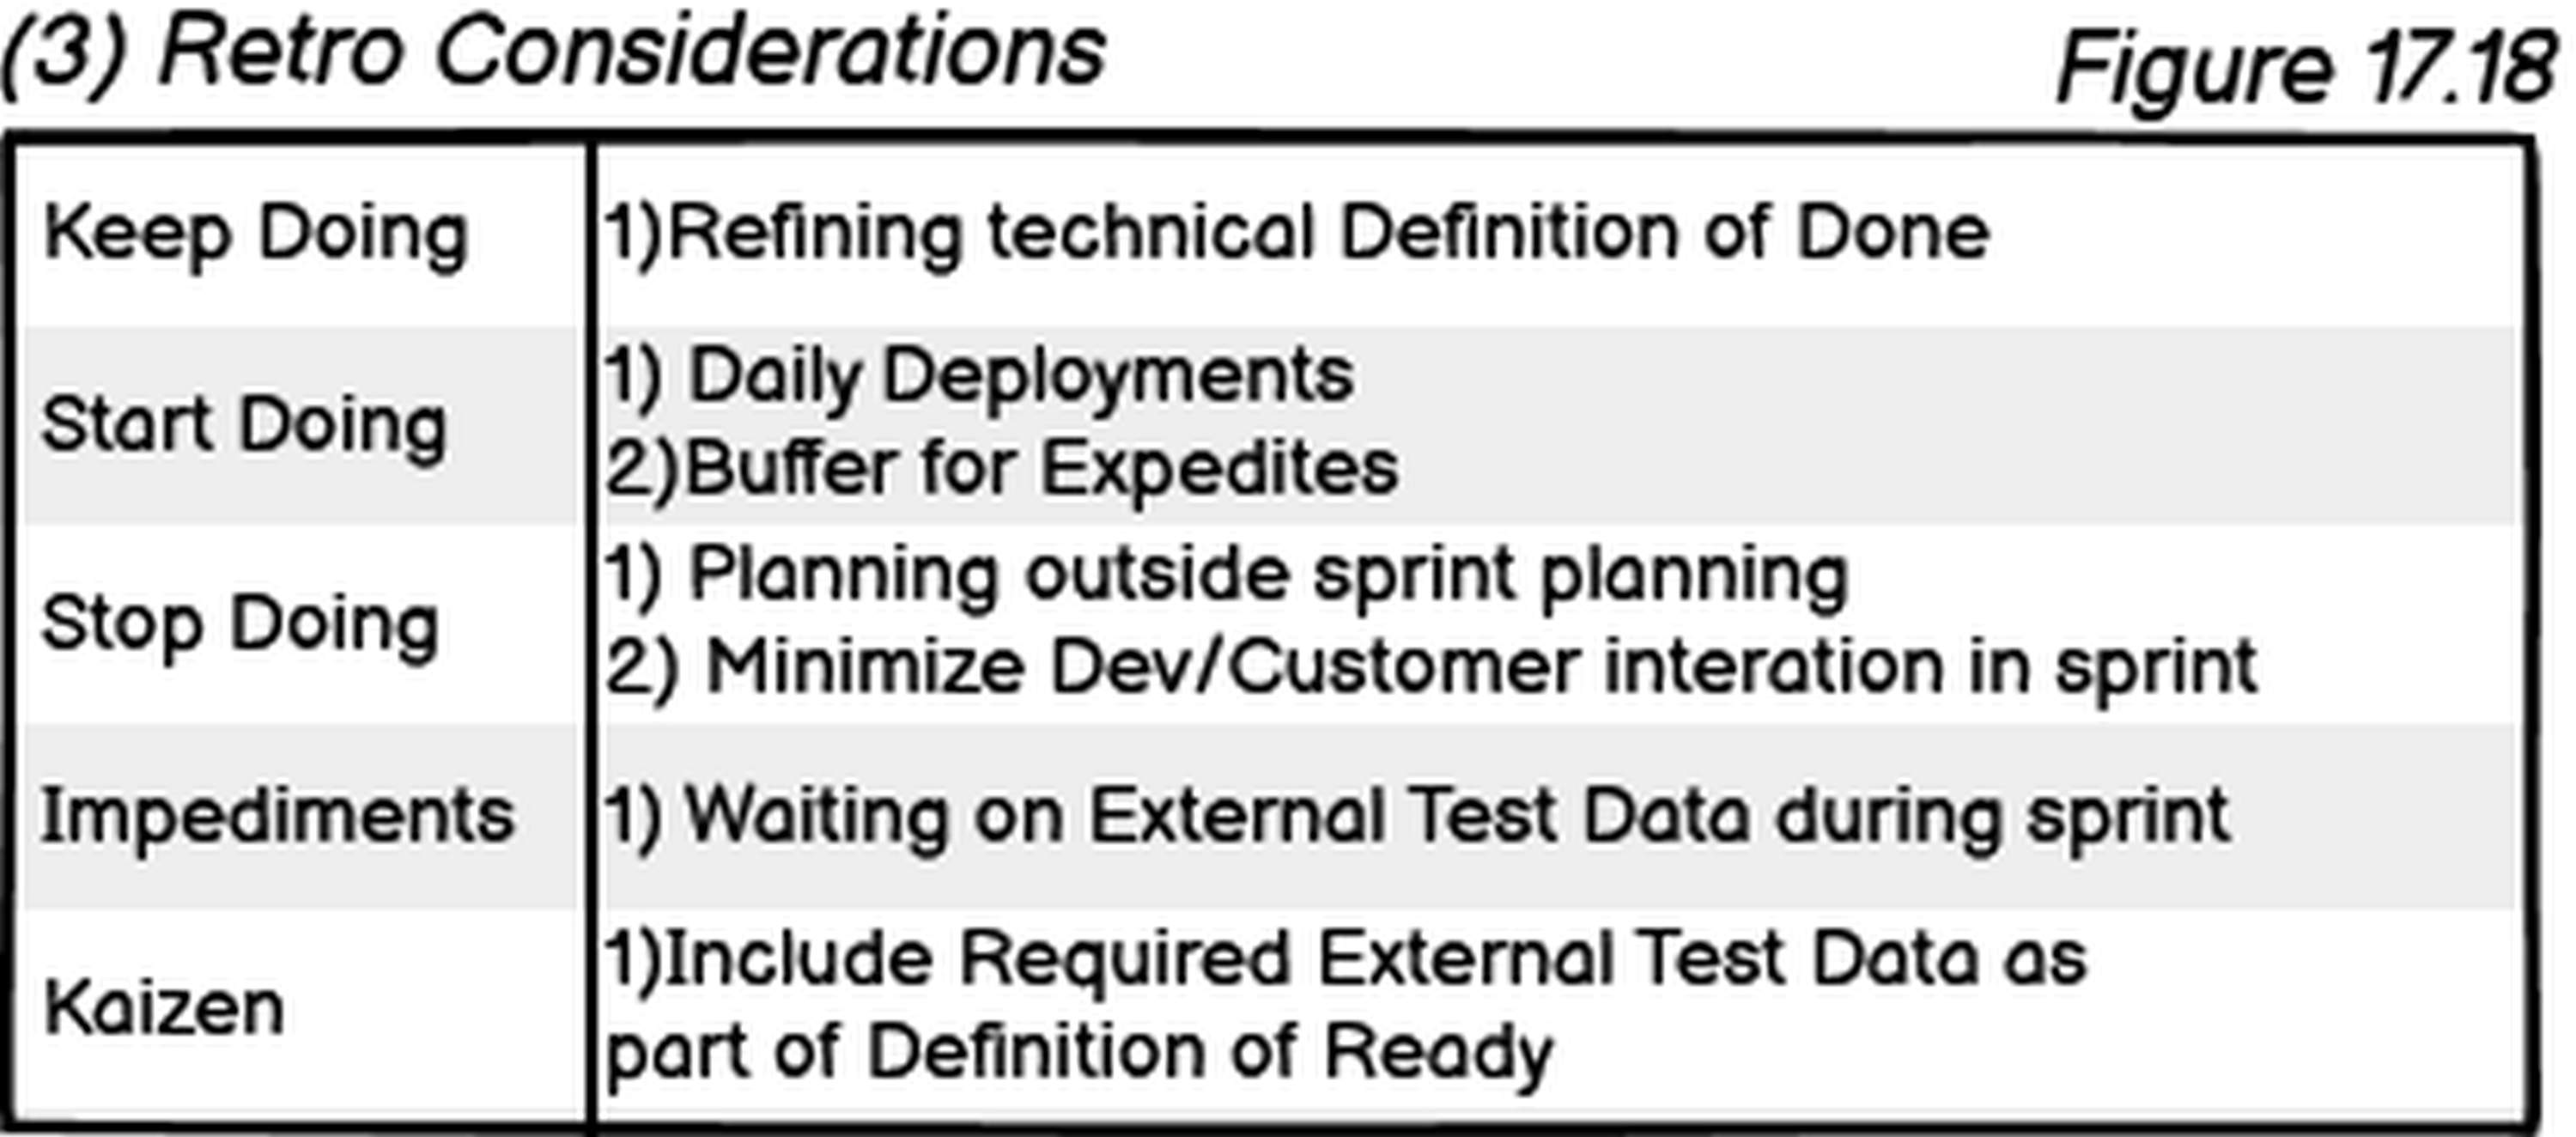 (3) Retro Considerations
Figure 17.18
Keep Doing
1)Refining technical Definition of Done
Start Doing
1) Daily Deployments
2)Buffer for Expedites
Stop Doing
1) Planning outside sprint planning
2) Minimize Dev/Customer interation in sprint
Impediments
1) Waiting on External Test Data during sprint
Kaizen
1)Include Required External Test Data as
part of Definition of Ready